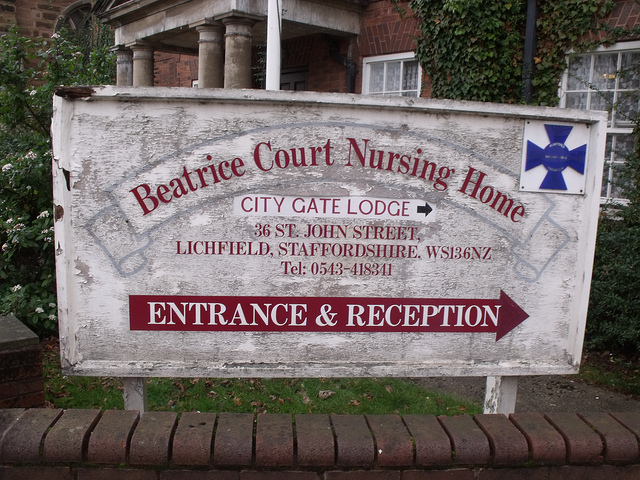 Beatrice Court Nursing Home
CITY GATE LODGE
36 ST. JOHN STREET,
LICHFIELD, STAFFORDSHIRE, WS136NZ
Tel: 0543-418341
ENTRANCE & RECEPTION